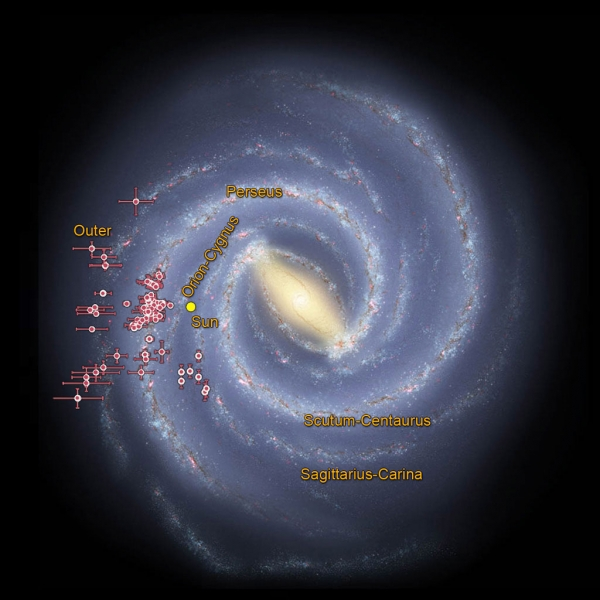 Perseus
Outer
Orion-Cygnus
Sun
Scutum-Centaurus
Sagittarius-Carina